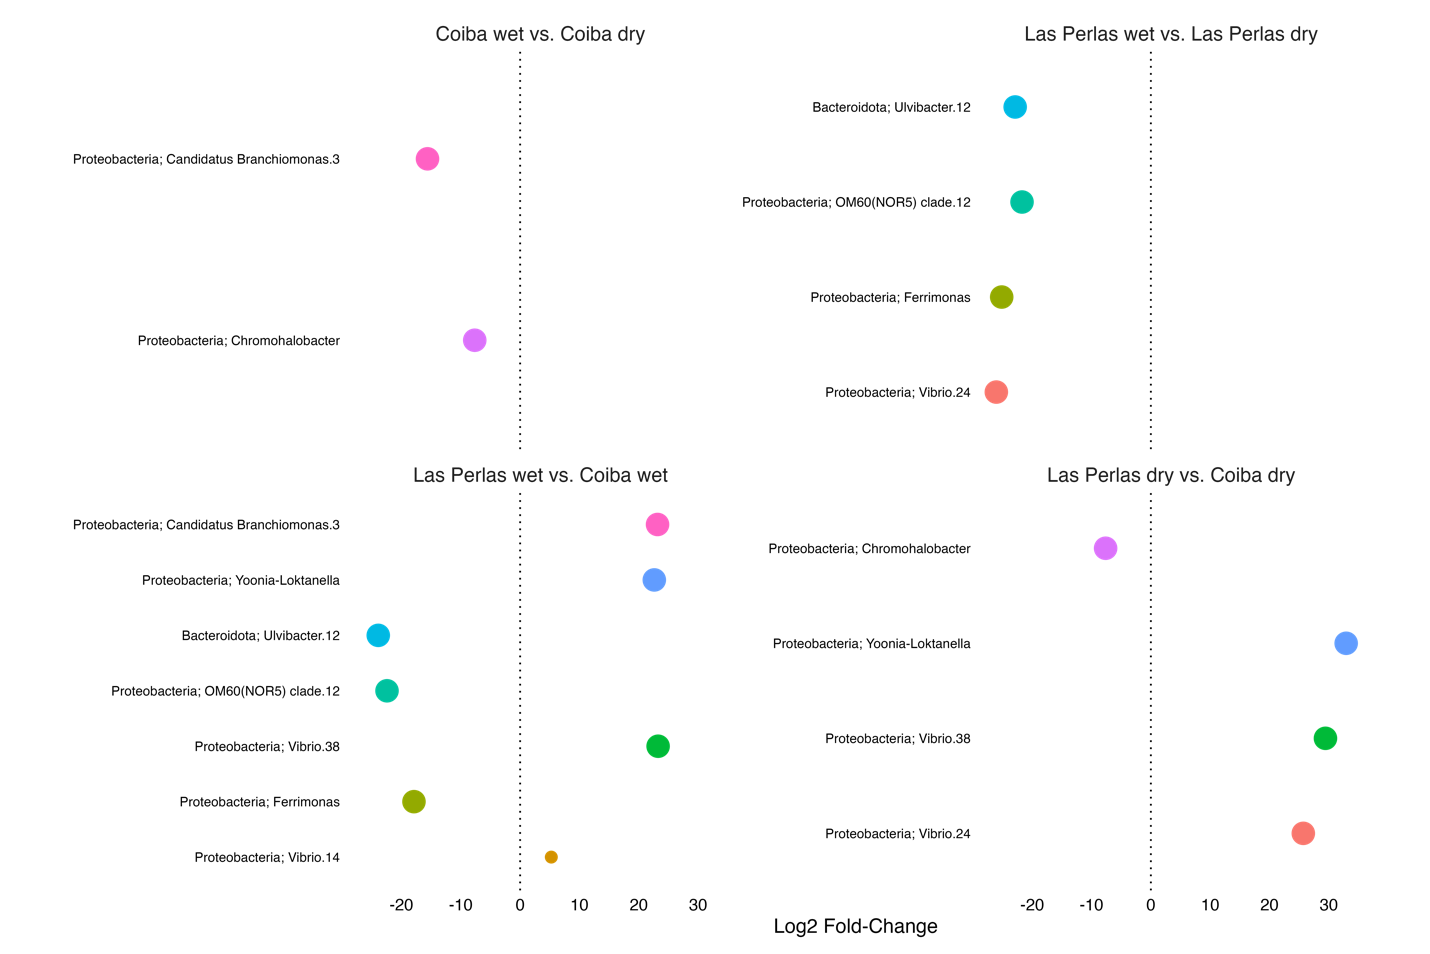 Coiba wet vs. Coiba dry
Proteobacteria; Candidatus Branchiomonas.3
Proteobacteria; Chromohalobacter
Las Perlas wet vs. Las Perlas dry
Bacteroidota; Ulvibacter.12
Proteobacteria; OM60(NOR5) clade.12
Proteobacteria; Ferrimonas
Proteobacteria; Vibrio.24
Las Perlas wet vs. Coiba wet
Proteobacteria; Candidatus Branchiomonas.3
Proteobacteria; Yoonia-Loktanella
Bacteroidota; Ulvibacter.12
Proteobacteria; OM60(NOR5) clade.12
Proteobacteria; Vibrio.38
Proteobacteria; Ferrimonas
Proteobacteria; Vibrio.14
-20 -10 0 10 20 30
Las Perlas dry vs. Coiba dry
Proteobacteria; Chromohalobacter
Proteobacteria; Yoonia-Loktanella
Proteobacteria; Vibrio.38
Proteobacteria; Vibrio.24
-20 -10 0 10 20 30
Log2 Fold-Change